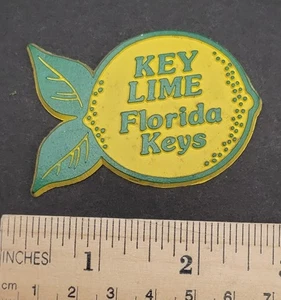 KEY
LIME
Florida
Keys
INCHES 1 2
cm 1 2 3 4 5 6 7